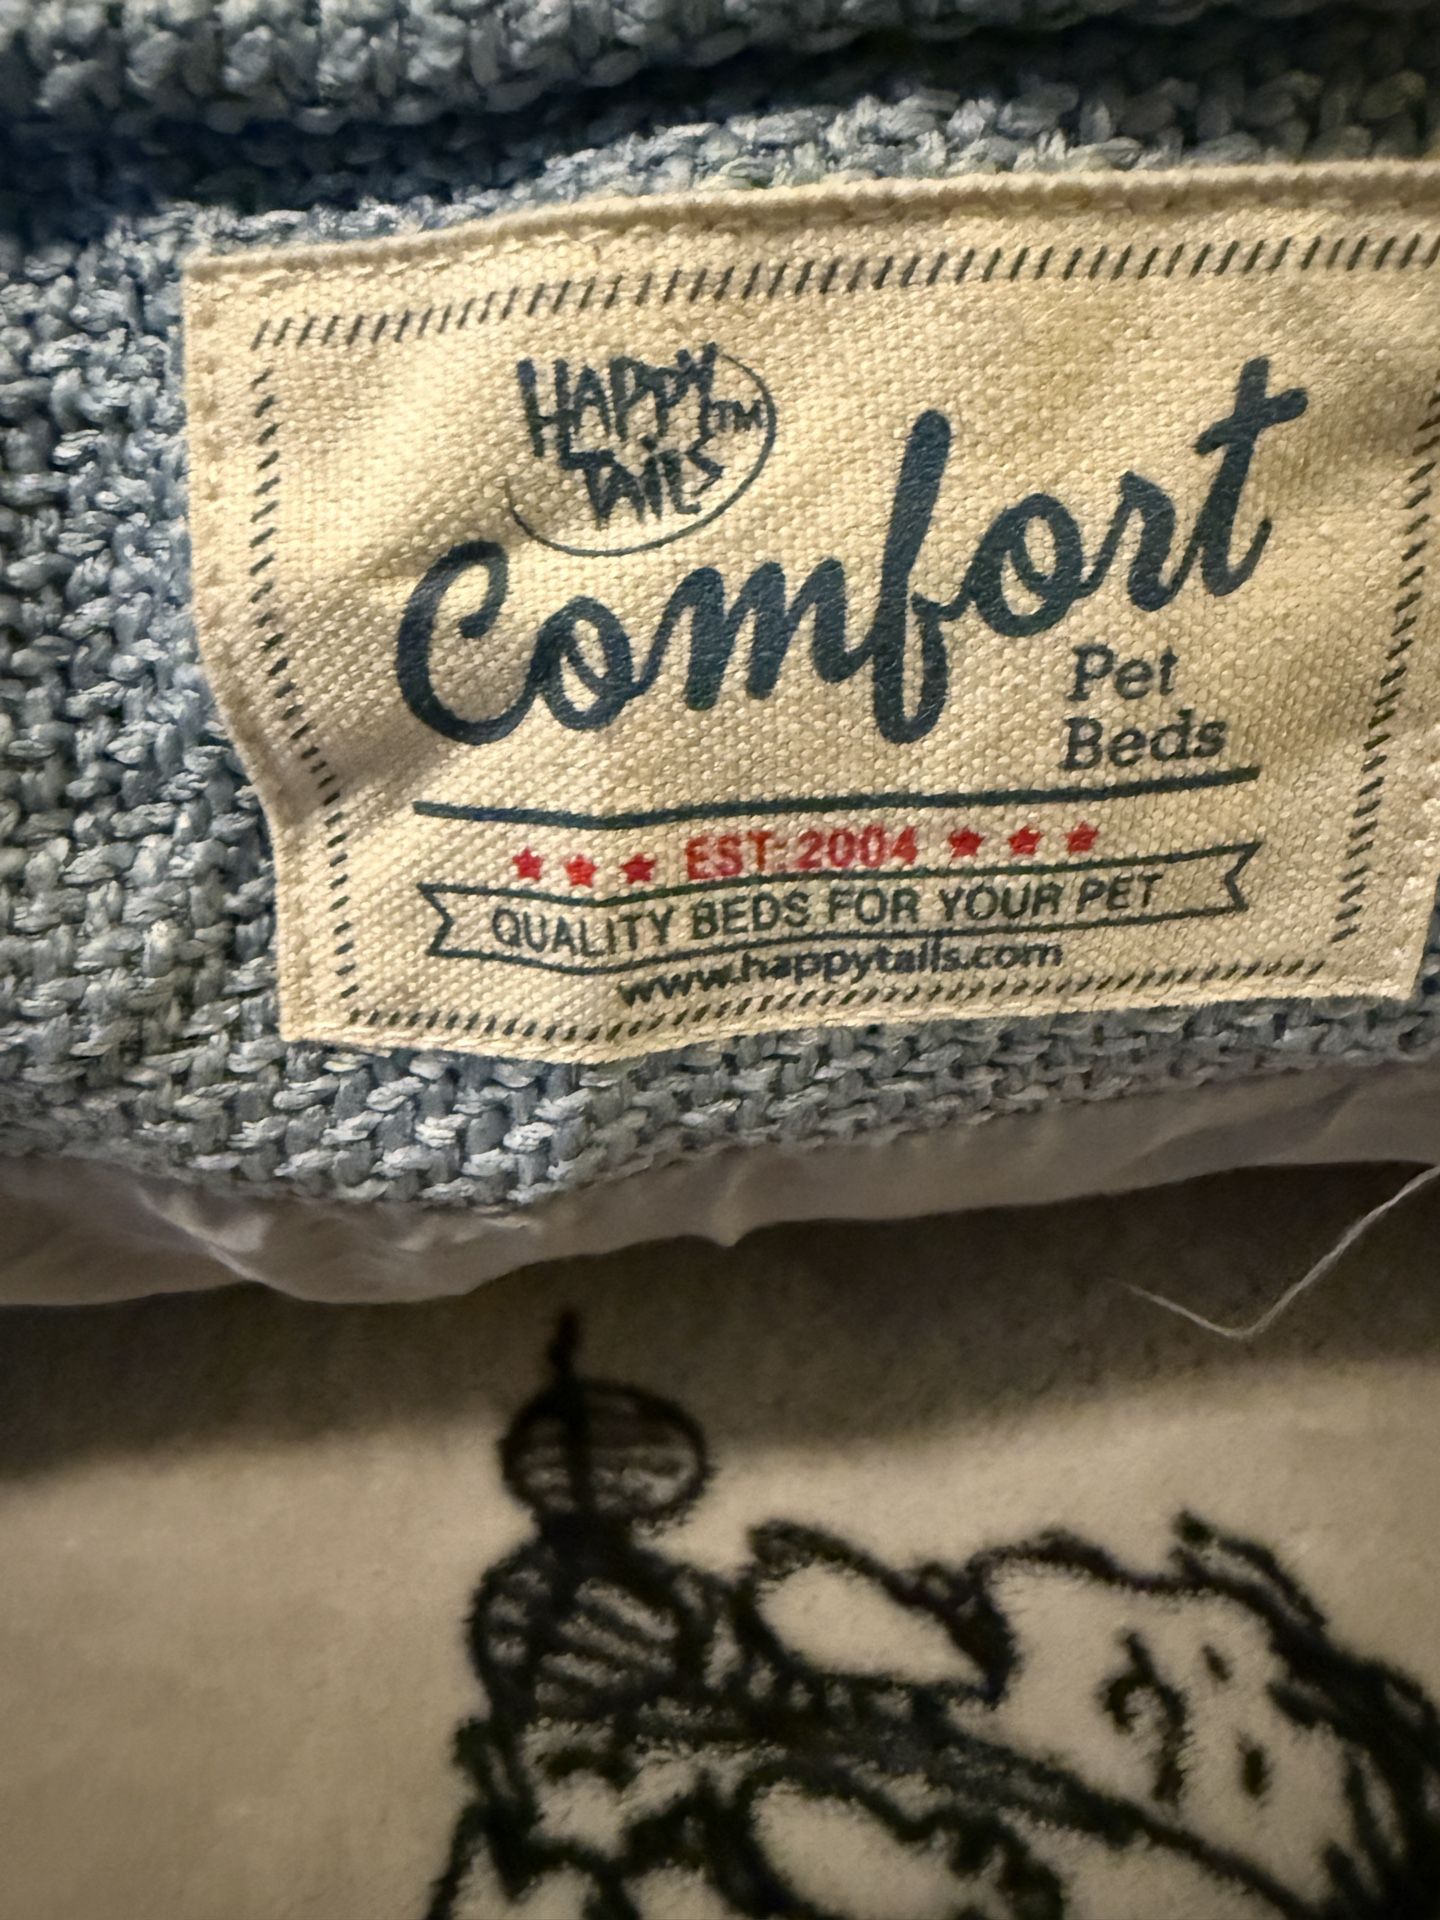 HAPPY TM
TAILS
Comfort
Pet
Beds
EST: 2004
QUALITY BEDS FOR YOUR PET
www.happytails.com